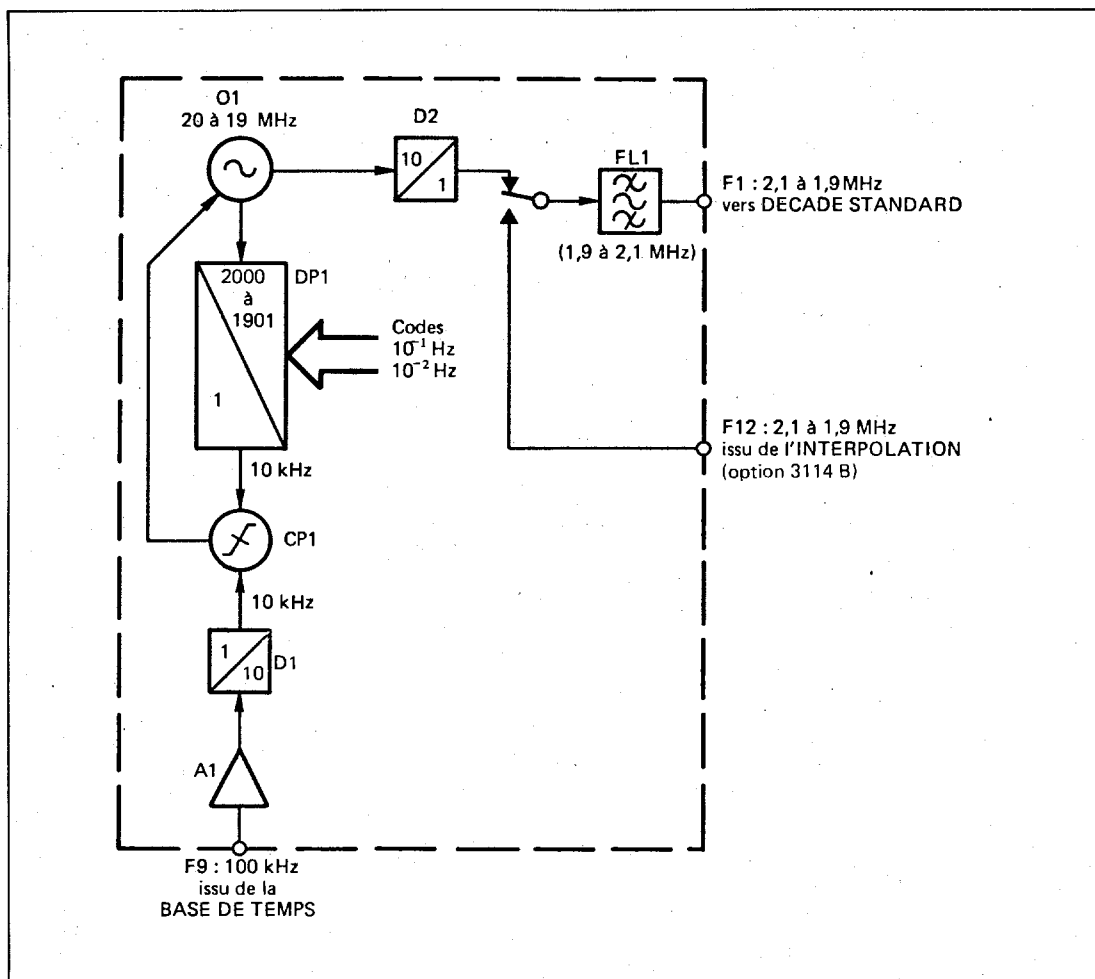 O1
20 à 19 MHz
D2
10
1
FL1
F1 : 2,1 à 1,9MHz
vers DECADE STANDARD
(1,9 à 2,1 MHz)
2000
à
1901
1
DP1
Codes
10⁻¹ Hz
10⁻² Hz
10 kHz
F12 : 2,1 à 1,9 MHz
issu de l'INTERPOLATION
(option 3114 B)
CP1
10 kHz
1
10
D1
A1
F9 : 100 kHz
issu de la
BASE DE TEMPS